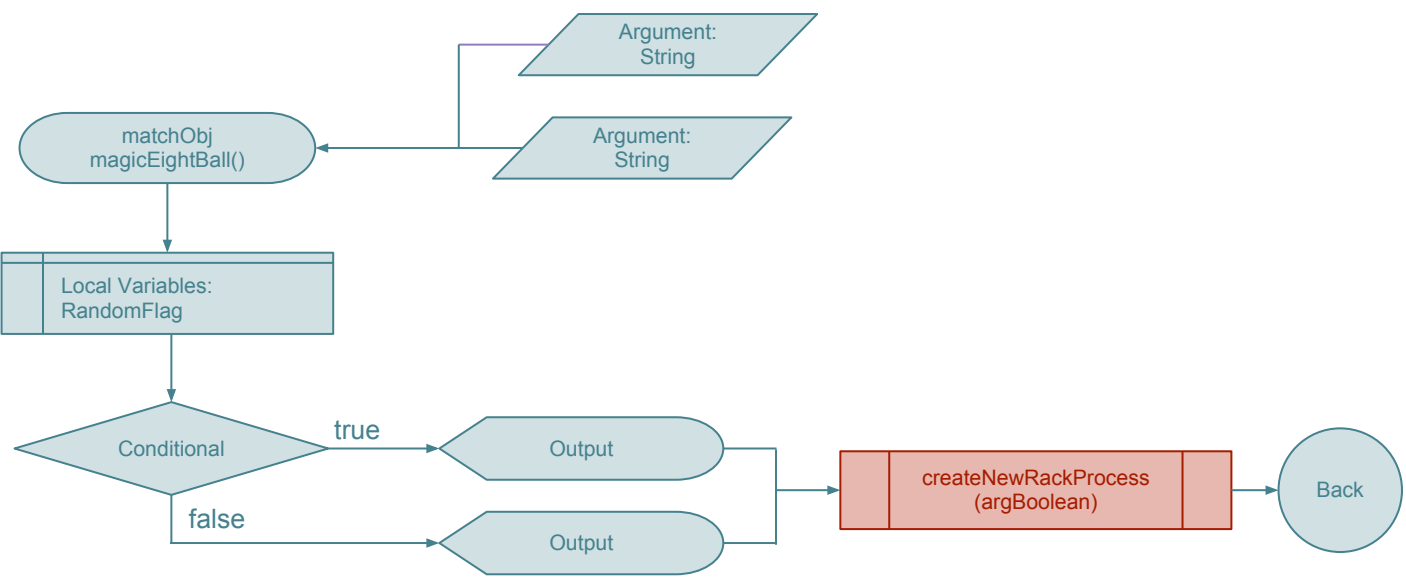 Argument:
String
Argument:
String
matchObj
magicEightBall()
Local Variables:
RandomFlag
Conditional
true
false
Output
Output
createNewRackProcess
(argBoolean)
Back